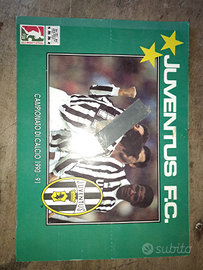 JUVENTUS F.C.
CAMPIONATO DI CALCIO 1990 - 91
JUVENTUS
subito